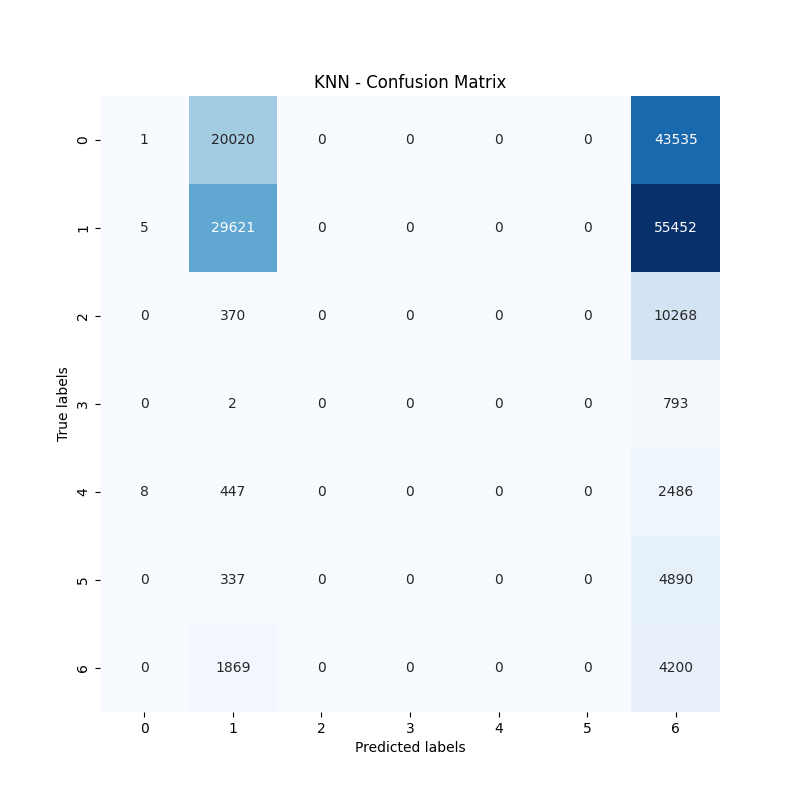 KNN - Confusion Matrix
0 1 20020 0 0 0 0 43535
1 5 29621 0 0 0 0 55452
2 0 370 0 0 0 0 10268
3 0 2 0 0 0 0 793
4 8 447 0 0 0 0 2486
5 0 337 0 0 0 0 4890
6 0 1869 0 0 0 0 4200
True labels
0 1 2 3 4 5 6
Predicted labels